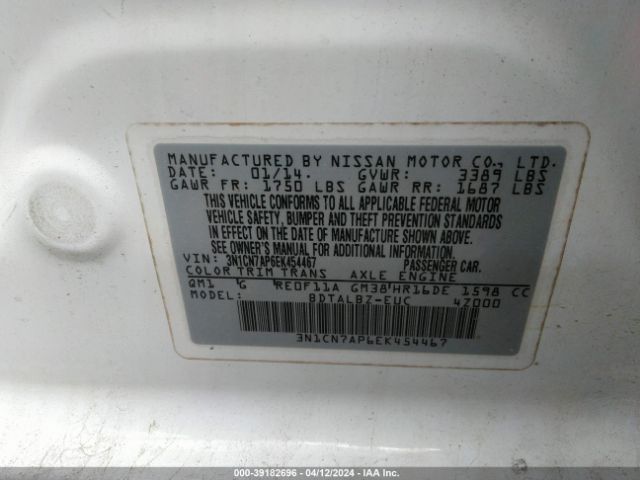 MANUFACTURED BY NISSAN MOTOR CO., LTD.
DATE: 01/14. GVWR: 3389 LBS
GAWR FR: 1750 LBS GAWR RR: 1687 LBS
THIS VEHICLE CONFORMS TO ALL APPLICABLE FEDERAL MOTOR
VEHICLE SAFETY, BUMPER AND THEFT PREVENTION STANDARDS
IN EFFECT ON THE DATE OF MANUFACTURE SHOWN ABOVE.
SEE OWNER'S MANUAL FOR ADDITIONAL INFORMATION.
VIN: 3N1CN7AP6EK454467 PASSENGER CAR.
COLOR TRIM TRANS AXLE ENGINE
QM1 G RE0F11A GM38 HR16DE 1598 CC
MODEL: BDTALBZ-EUC 4Z000
3N1CN7AP6EK454467
000-39182696 - 04/12/2024 - IAA Inc.